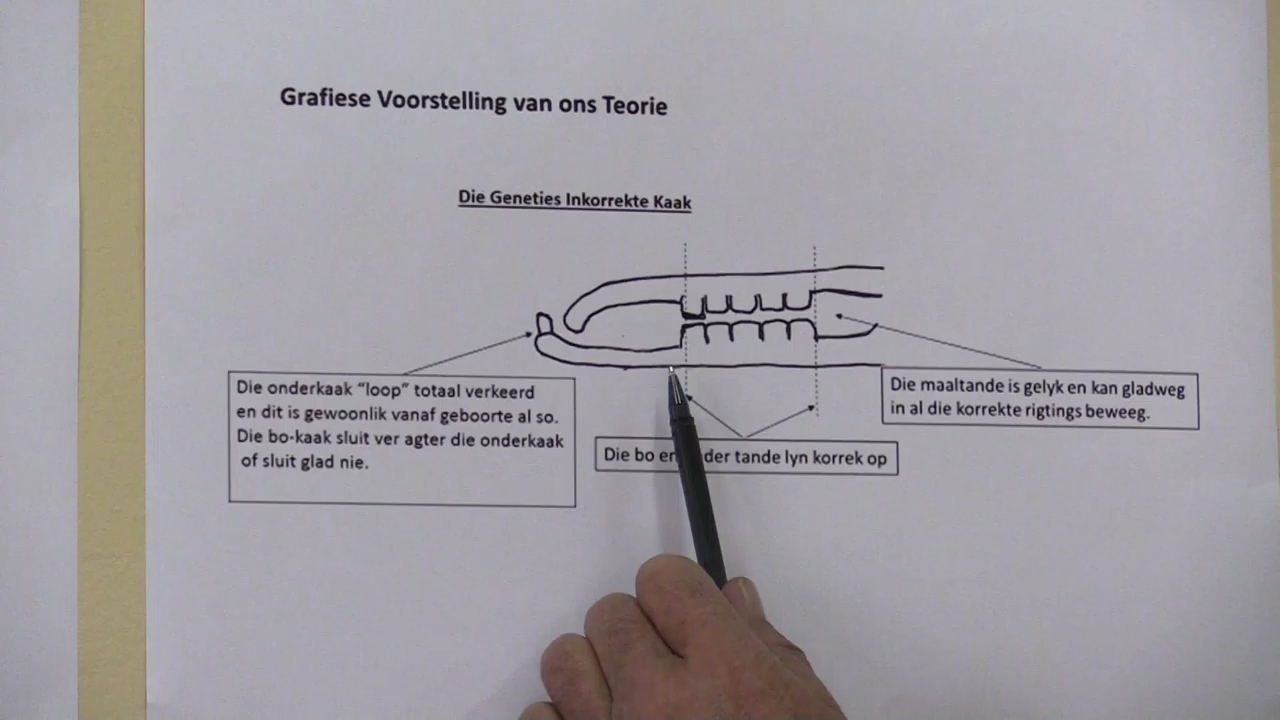 Grafiese Voorstelling van ons Teorie
Die Geneties Inkorrekte Kaak
Die onderkaak “loop” totaal verkeerd
en dit is gewoonlik vanaf geboorte al so.
Die bo-kaak sluit ver agter die onderkaak
of sluit glad nie.
Die maaltande is gelyk en kan gladweg
in al die korrekte rigtings beweeg.
Die bo en der tande lyn korrek op